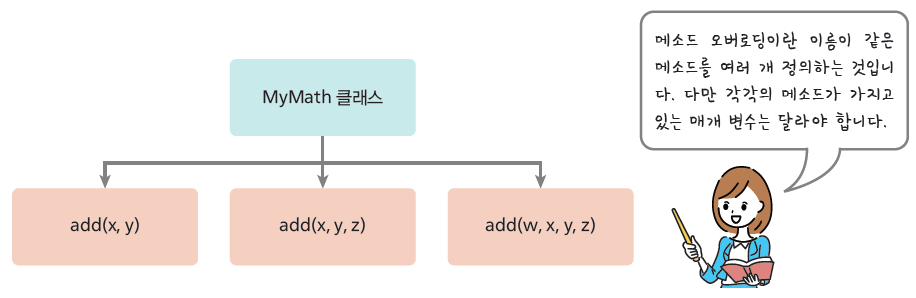 메소드 오버로딩이란 이름이 같은
메소드를 여러 개 정의하는 것입니
다. 다만 각각의 메소드가 가지고
있는 매개 변수는 달라야 합니다.
MyMath 클래스
add(x, y)
add(x, y, z)
add(w, x, y, z)